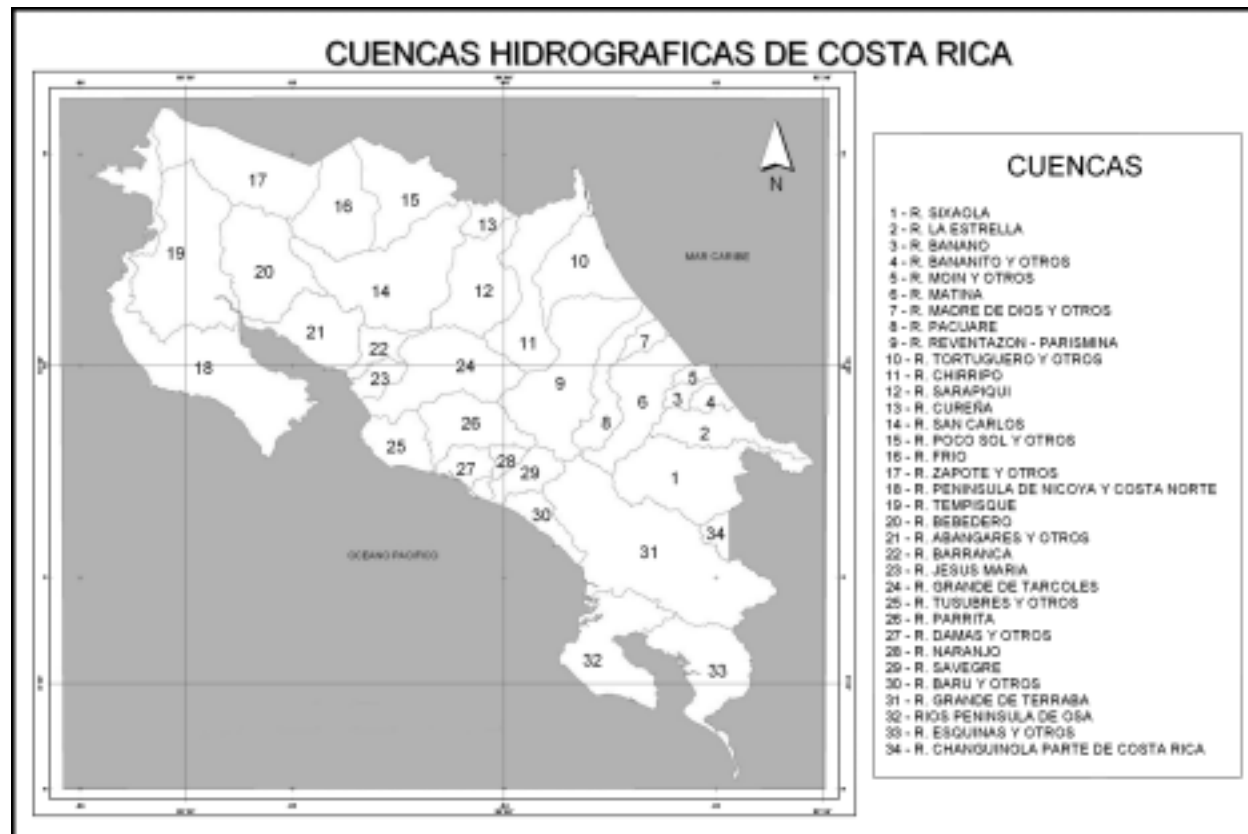 CUENCAS HIDROGRAFICAS DE COSTA RICA
17
16
15
13
N
MAR CARIBE
19
20
10
14
12
21
22
11
7
18
23
24
9
5
6
3
4
26
8
2
25
28
27
29
1
30
34
31
OCEANO PACIFICO
32
33
CUENCAS
1 - R. SIXAOLA
2 - R. LA ESTRELLA
3 - R. BANANO
4 - R. BANANITO Y OTROS
5 - R. MOIN Y OTROS
6 - R. MATINA
7 - R. MADRE DE DIOS Y OTROS
8 - R. PACUARE
9 - R. REVENTAZON - PARISMINA
10 - R. TORTUGUERO Y OTROS
11 - R. CHIRRIPO
12 - R. SARAPIQUI
13 - R. CUREÑA
14 - R. SAN CARLOS
15 - R. POCO SOL Y OTROS
16 - R. FRIO
17 - R. ZAPOTE Y OTROS
18 - R. PENINSULA DE NICOYA Y COSTA NORTE
19 - R. TEMPISQUE
20 - R. BEBEDERO
21 - R. ABANGARES Y OTROS
22 - R. BARRANCA
23 - R. JESUS MARIA
24 - R. GRANDE DE TARCOLES
25 - R. TUSUBRES Y OTROS
26 - R. PARRITA
27 - R. DAMAS Y OTROS
28 - R. NARANJO
29 - R. SAVEGRE
30 - R. BARU Y OTROS
31 - R. GRANDE DE TERRABA
32 - RIOS PENINSULA DE OSA
33 - R. ESQUINAS Y OTROS
34 - R. CHANGUINOLA PARTE DE COSTA RICA